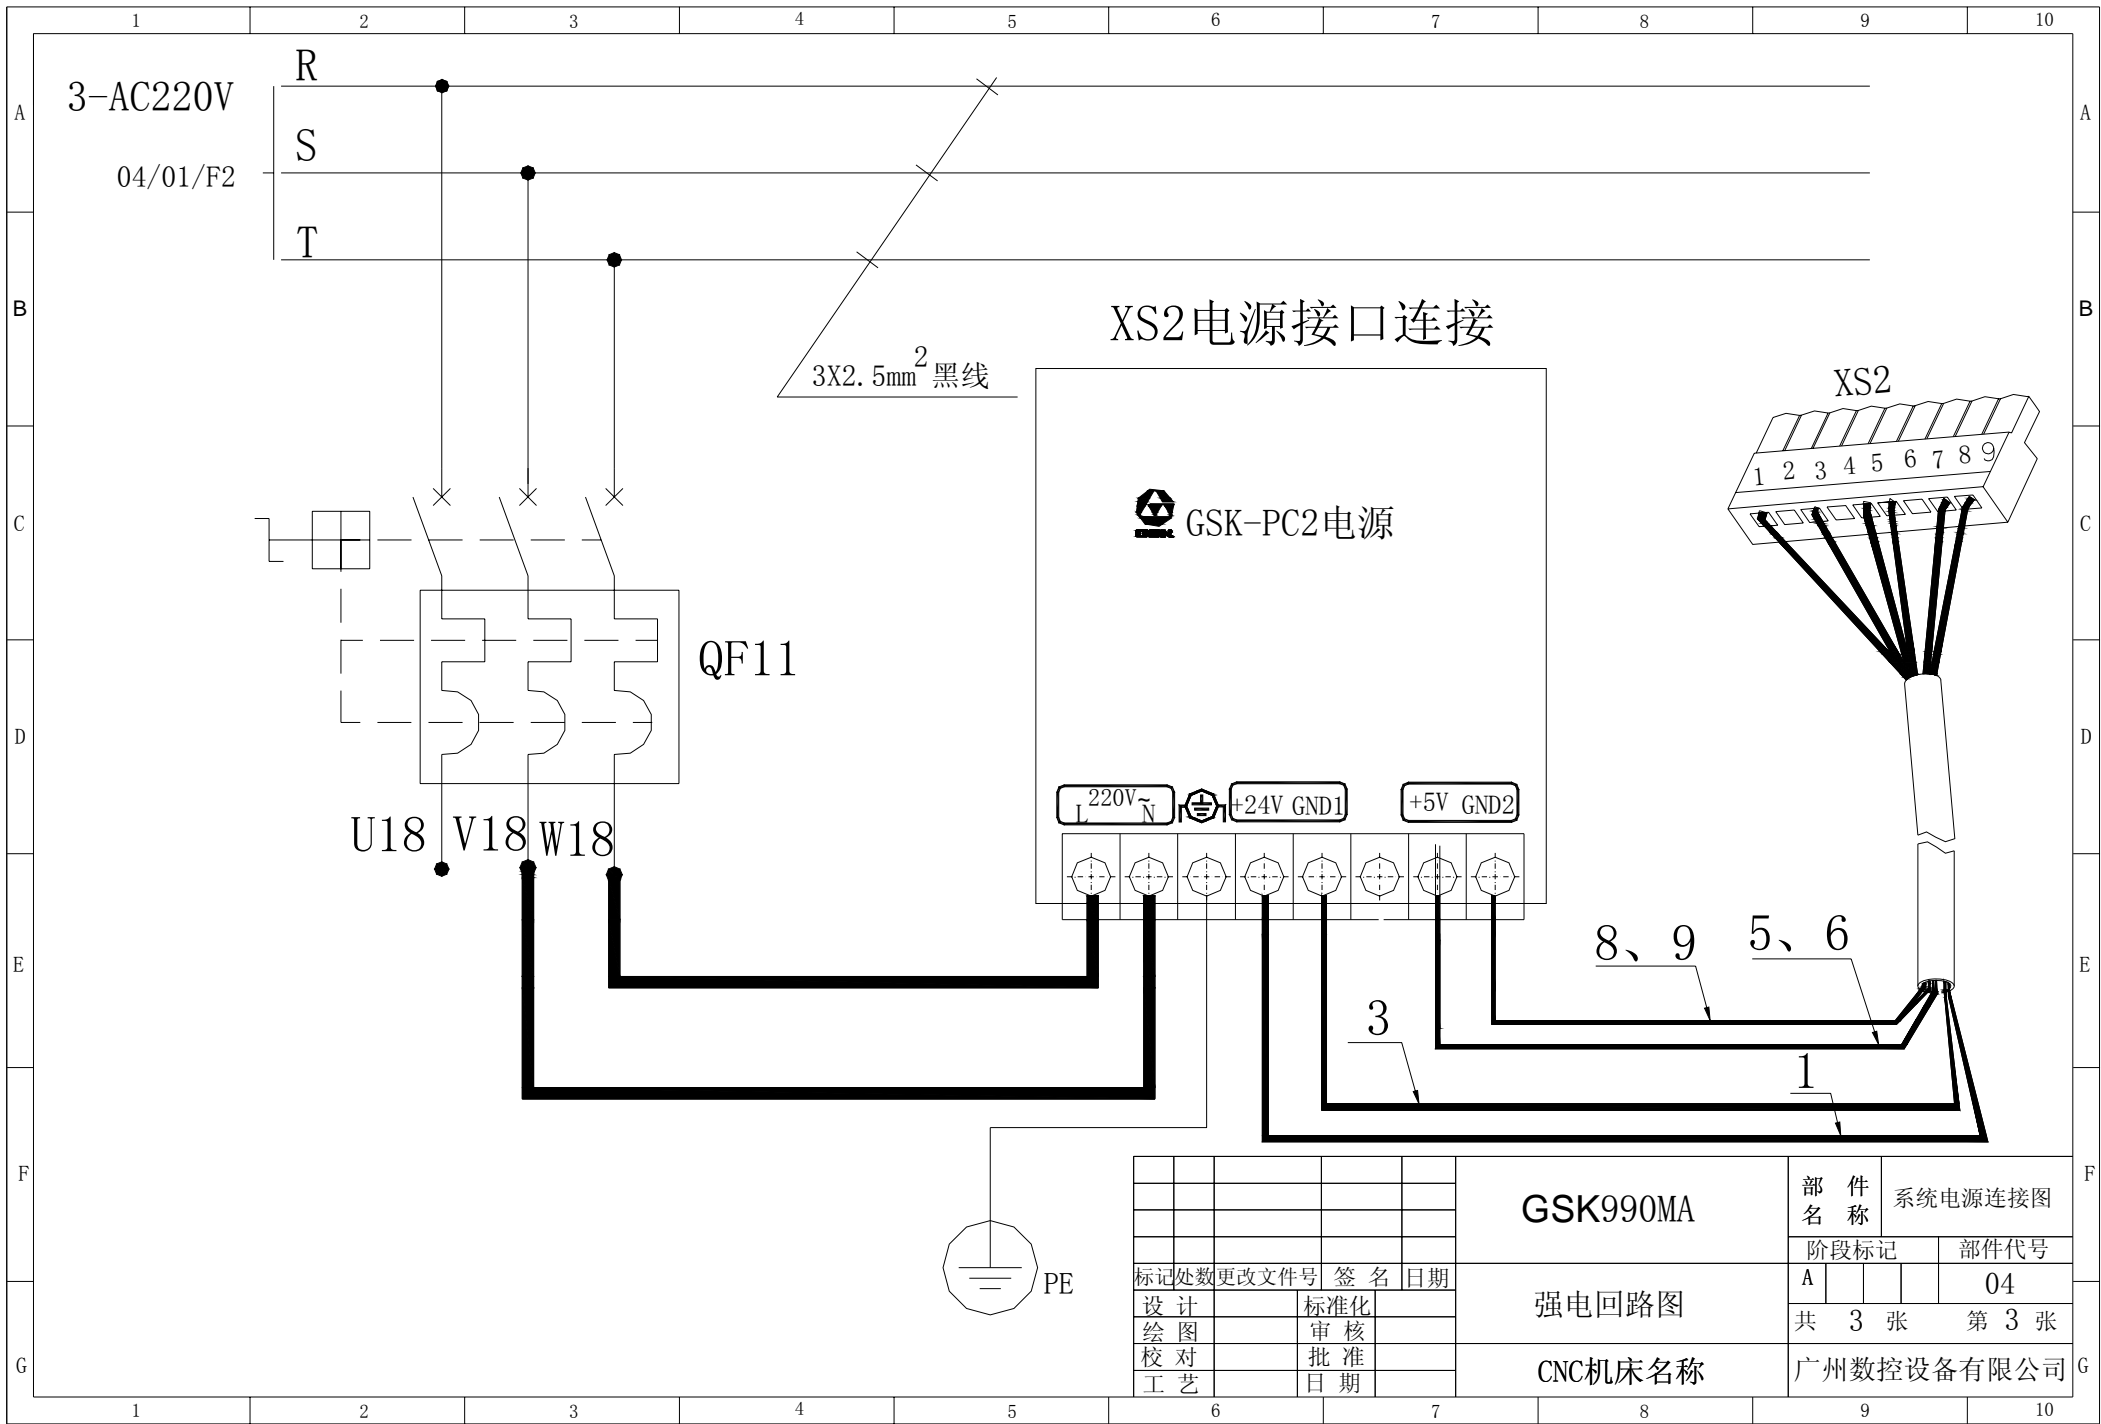 1 2 3 4 5 6 7 8 9 10
A A
B B
C C
D D
E E
F F
G G
3-AC220V
04/01/F2
R
S
T
3X2.5mm² 黑线
XS2电源接口连接
XS2
1 2 3 4 5 6 7 8 9
GSK-PC2电源
QF11
U18 V18 W18
220V~
L N
+24V GND1
+5V GND2
8、9
5、6
3
1
PE
GSK990MA
部件名称
系统电源连接图
阶段标记 部件代号
A 04
标记 处数 更改文件号 签 名 日期
设 计 标准化
绘 图 审 核
校 对 批 准
工 艺 日 期
强电回路图
共 3 张 第 3 张
CNC机床名称
广州数控设备有限公司
1 2 3 4 5 6 7 8 9 10